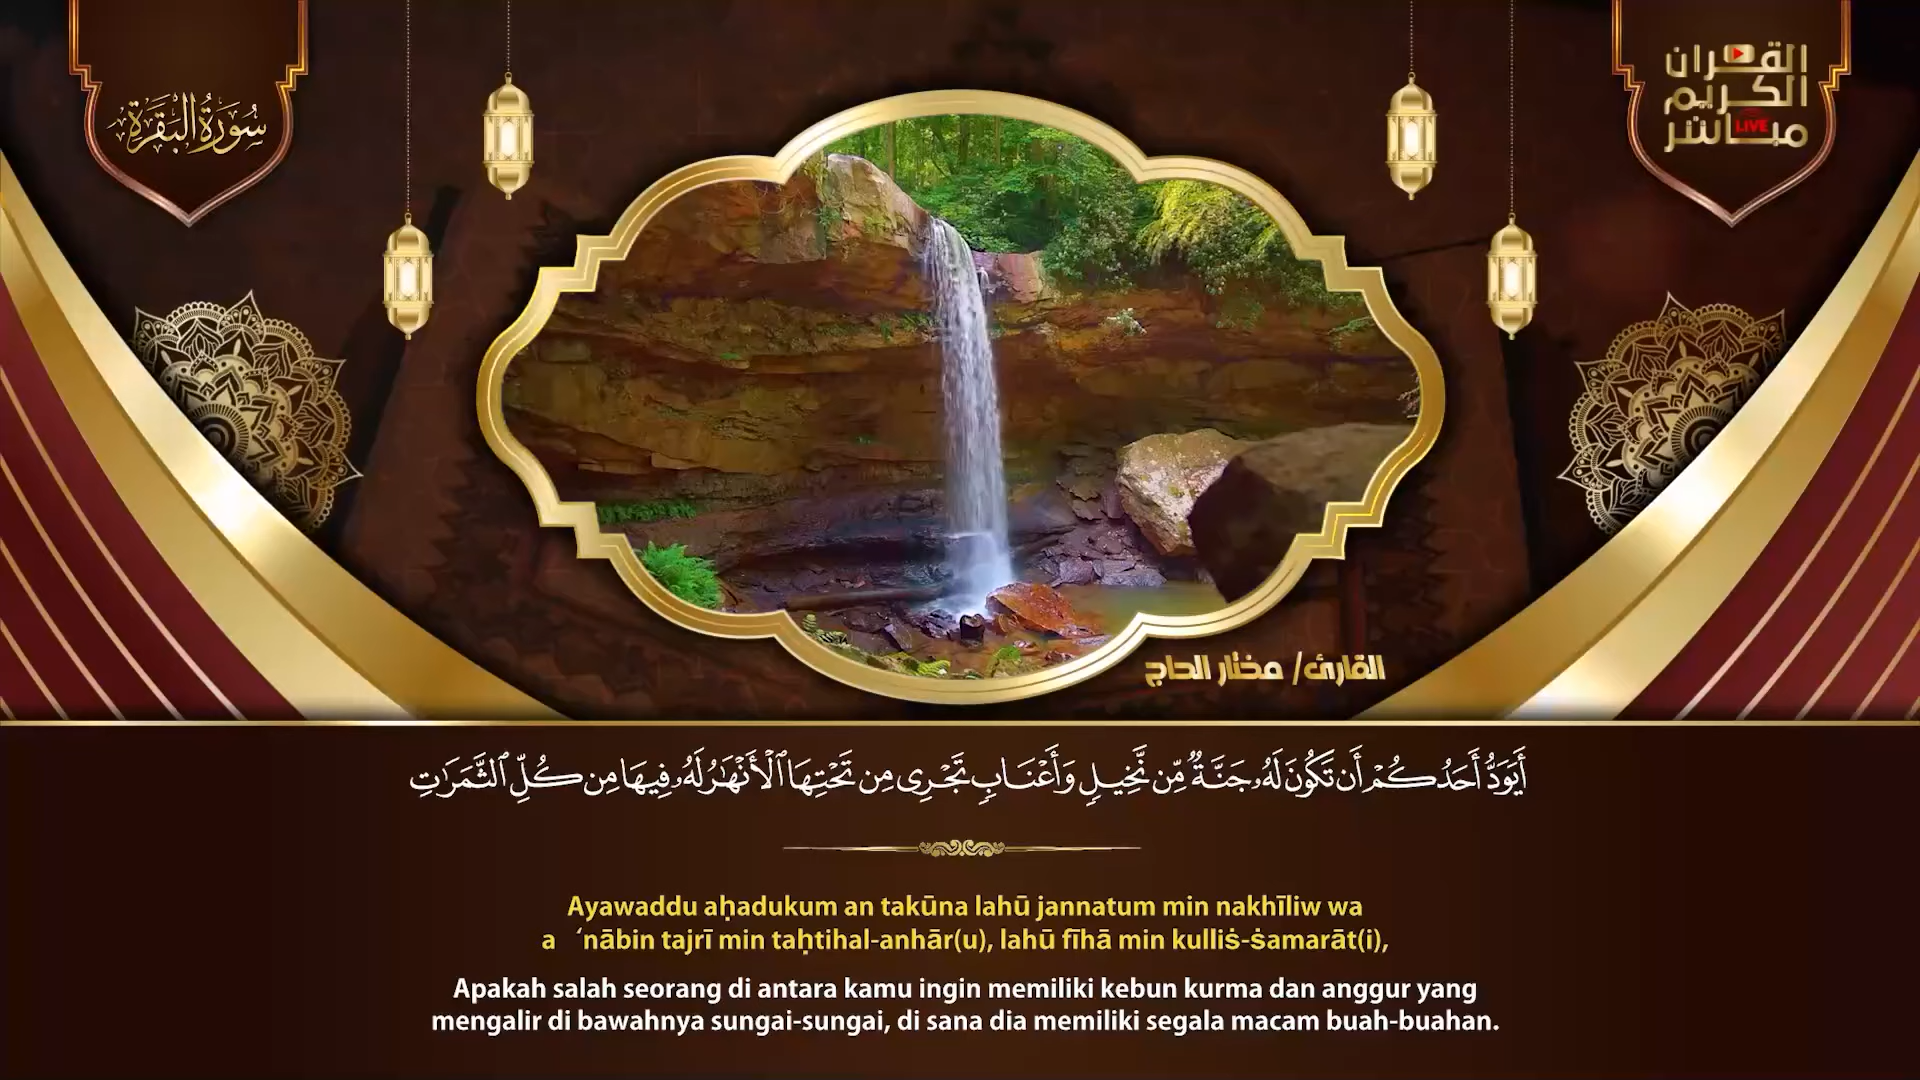 سُورَةُ الْبَقَرَة
القرآن
الكريم
مباشر
LIVE
القارئ/ مختار الحاج
أَيَوَدُّ أَحَدُكُمْ أَن تَكُونَ لَهُۥ جَنَّةٌ مِّن نَّخِيلٍ وَأَعْنَابٍ تَجْرِى مِن تَحْتِهَا ٱلْأَنْهَٰرُ لَهُۥ فِيهَا مِن كُلِّ ٱلثَّمَرَٰتِ
Ayawaddu aḥadukum an takūna lahū jannatum min nakhīliw wa
a ‘nābin tajrī min taḥtihal-anhār(u), lahū fīhā min kulliṡ-ṡamarāt(i),
Apakah salah seorang di antara kamu ingin memiliki kebun kurma dan anggur yang
mengalir di bawahnya sungai-sungai, di sana dia memiliki segala macam buah-buahan.